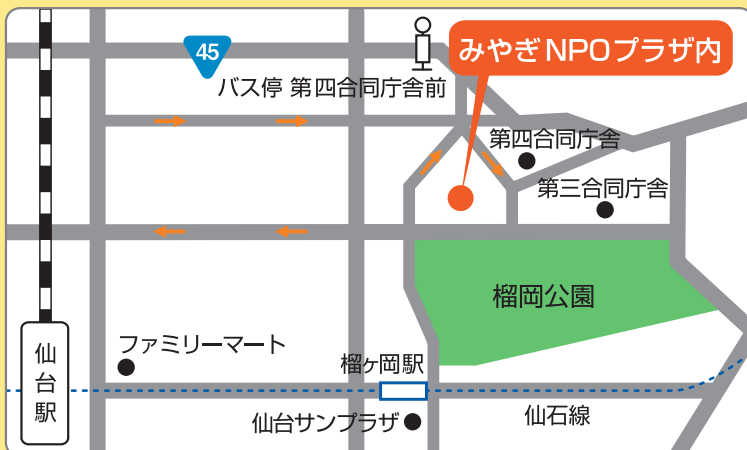 45
みやぎNPOプラザ内
バス停 第四合同庁舎前
第四合同庁舎
第三合同庁舎
榴岡公園
ファミリーマート
榴ヶ岡駅
仙台駅
仙台サンプラザ
仙石線